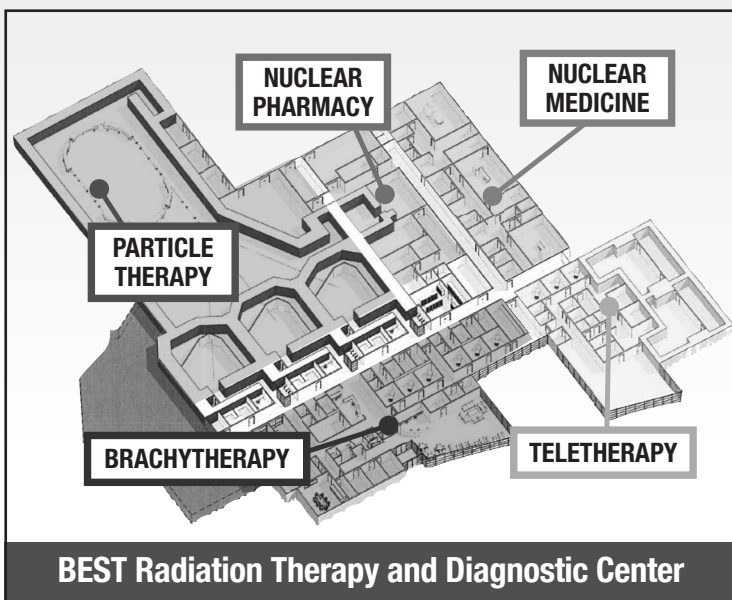 NUCLEAR
PHARMACY
NUCLEAR
MEDICINE
PARTICLE
THERAPY
BRACHYTHERAPY
TELETHERAPY
BEST Radiation Therapy and Diagnostic Center